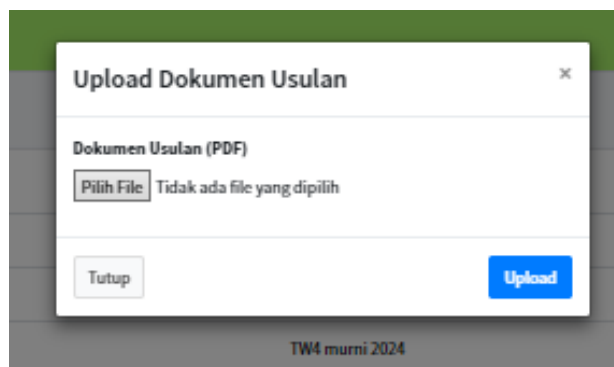 Upload Dokumen Usulan ×
Dokumen Usulan (PDF)
Pilih File Tidak ada file yang dipilih
Tutup Upload
TW4 murni 2024